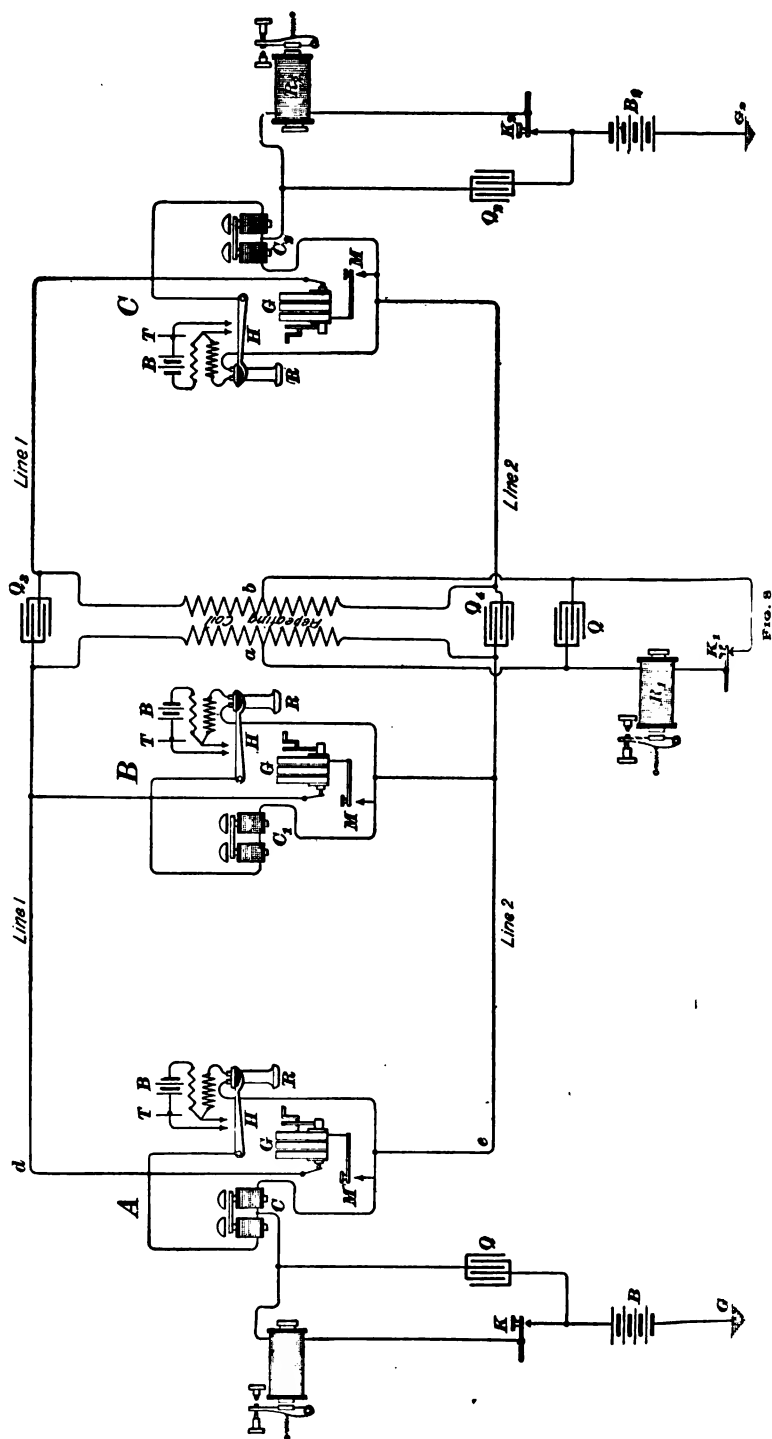 Line 1
Q₃
Line 1
d
A
T B
H
R
G
C
M
e
Q
K
B
G
B
T B
H
R
G
C₁
M
a
Repeating Coil
b
C
B T
H
R
G
C₂
M
Line 2
Q₄
Line 2
Q
R₁
K₁
R₂
K₂
Q₂
G₂
FIG. 8